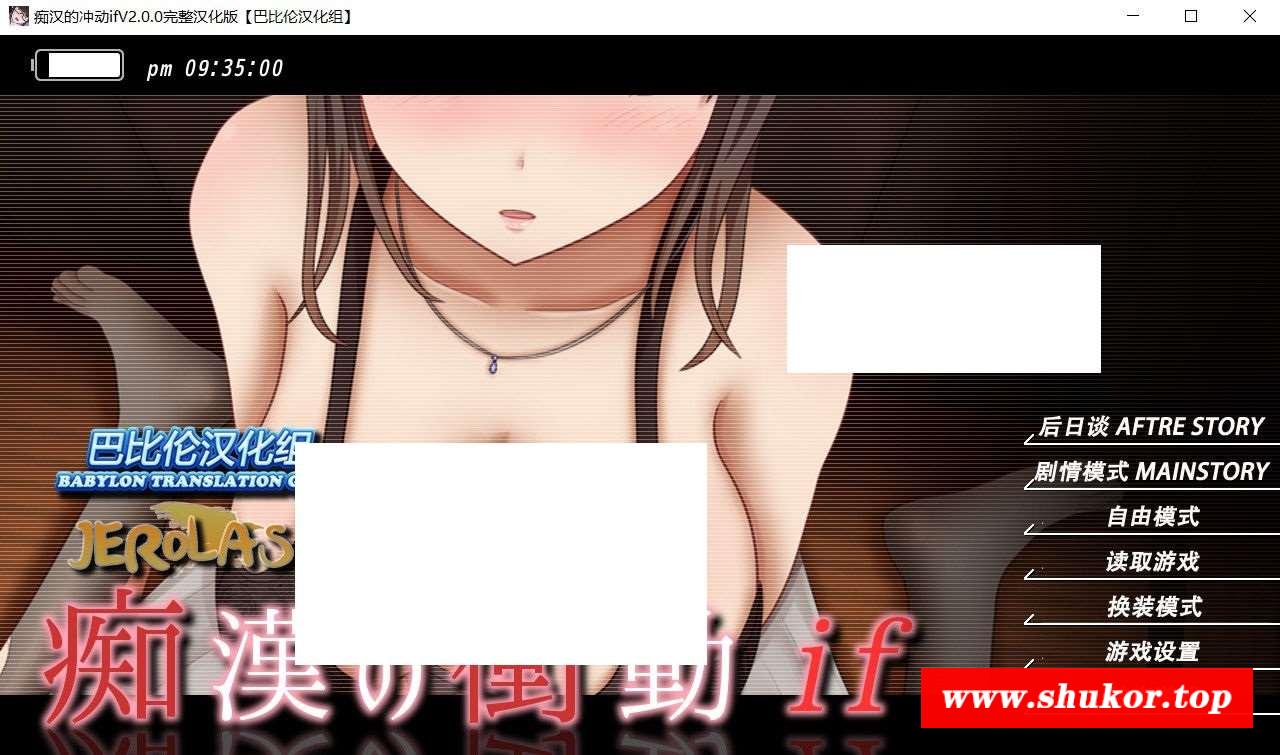 痴汉的冲动ifV2.0.0完整汉化版【巴比伦汉化组】
pm 09:35:00
后日谈 AFTRE STORY
剧情模式 MAINSTORY
自由模式
读取游戏
换装模式
游戏设置
巴比伦汉化组
BABYLON TRANSLATION
JEROLAS
痴漢の衝動if
www.shukor.top